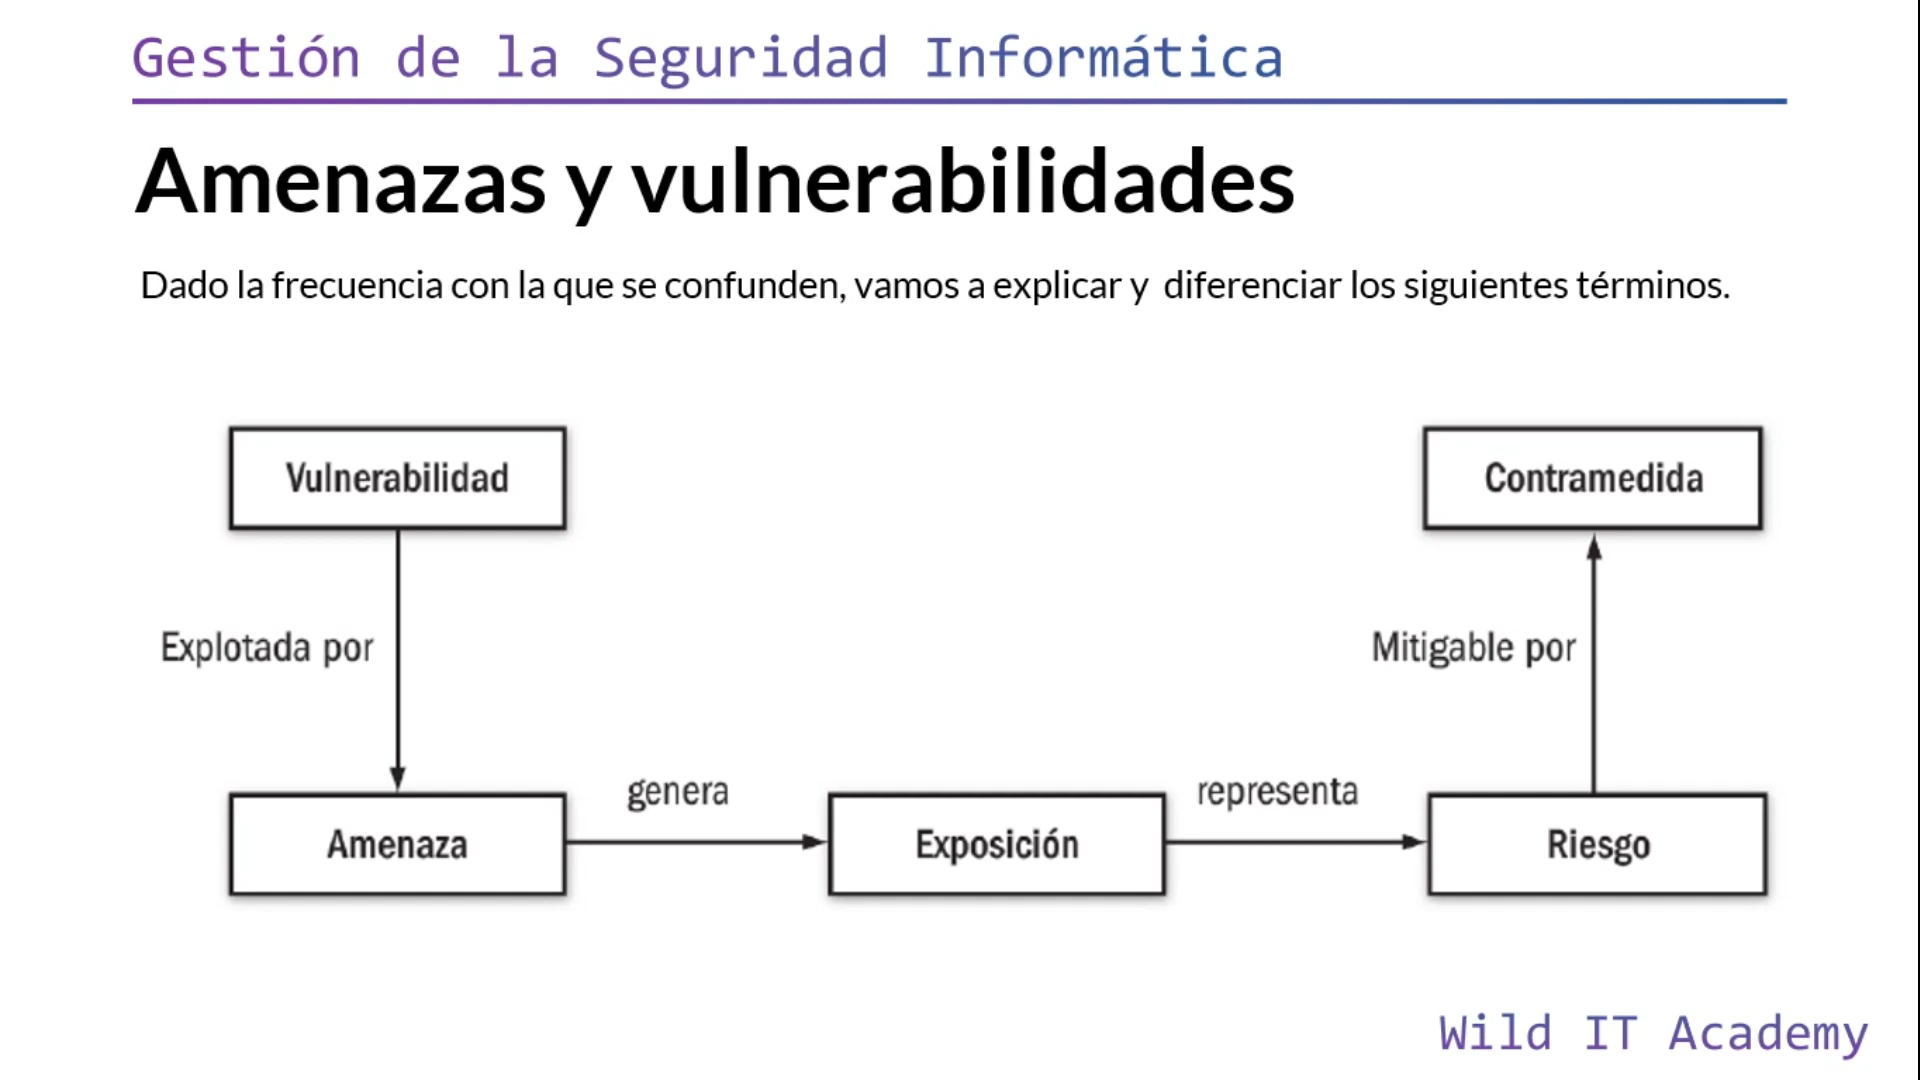 Gestión de la Seguridad Informática
Amenazas y vulnerabilidades
Dado la frecuencia con la que se confunden, vamos a explicar y  diferenciar los siguientes términos.
Vulnerabilidad
Contramedida
Explotada por
Mitigable por
genera
representa
Amenaza
Exposición
Riesgo
Wild IT Academy